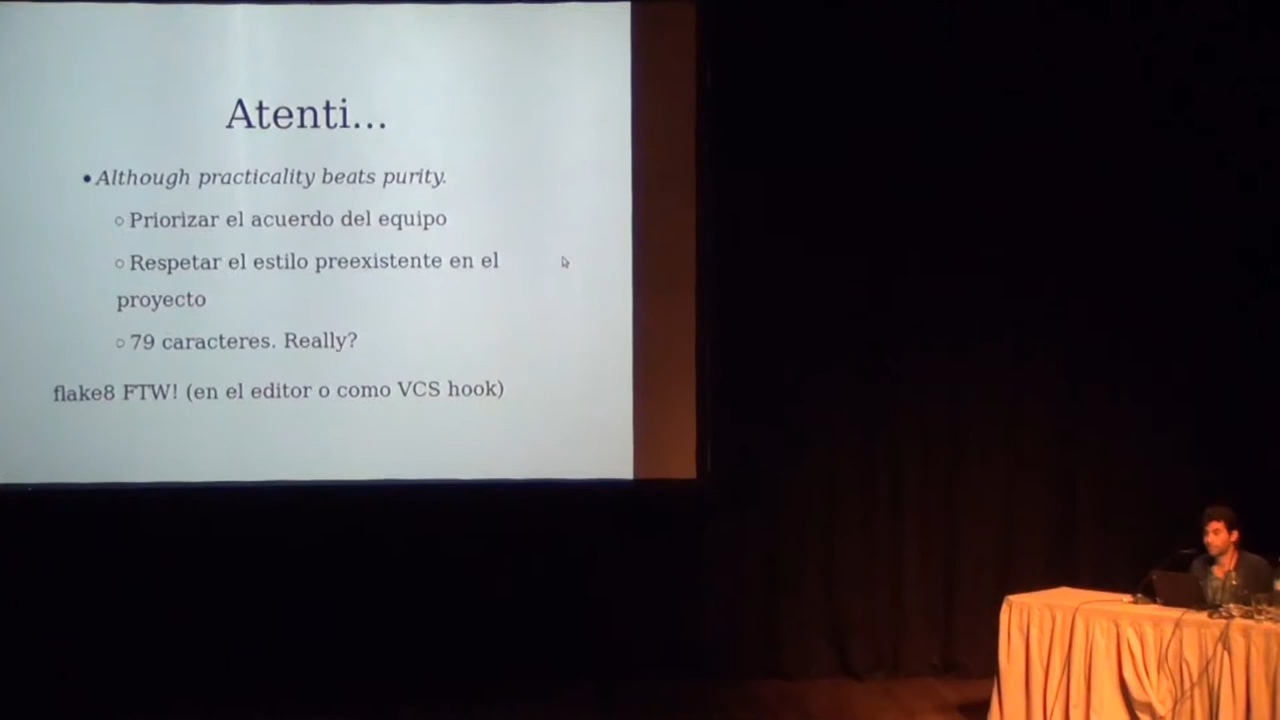 Atenti...
• Although practicality beats purity.
○ Priorizar el acuerdo del equipo
○ Respetar el estilo preexistente en el
proyecto
○ 79 caracteres. Really?
flake8 FTW! (en el editor o como VCS hook)